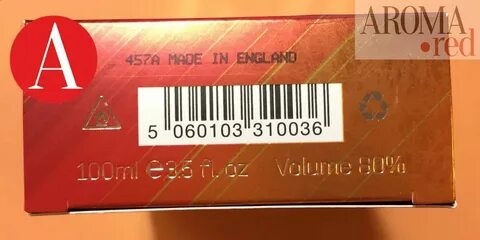 A
AROMA
red
457A MADE IN ENGLAND
5 060103 310036
100ml ℮3.5 fl. oz Volume 80%